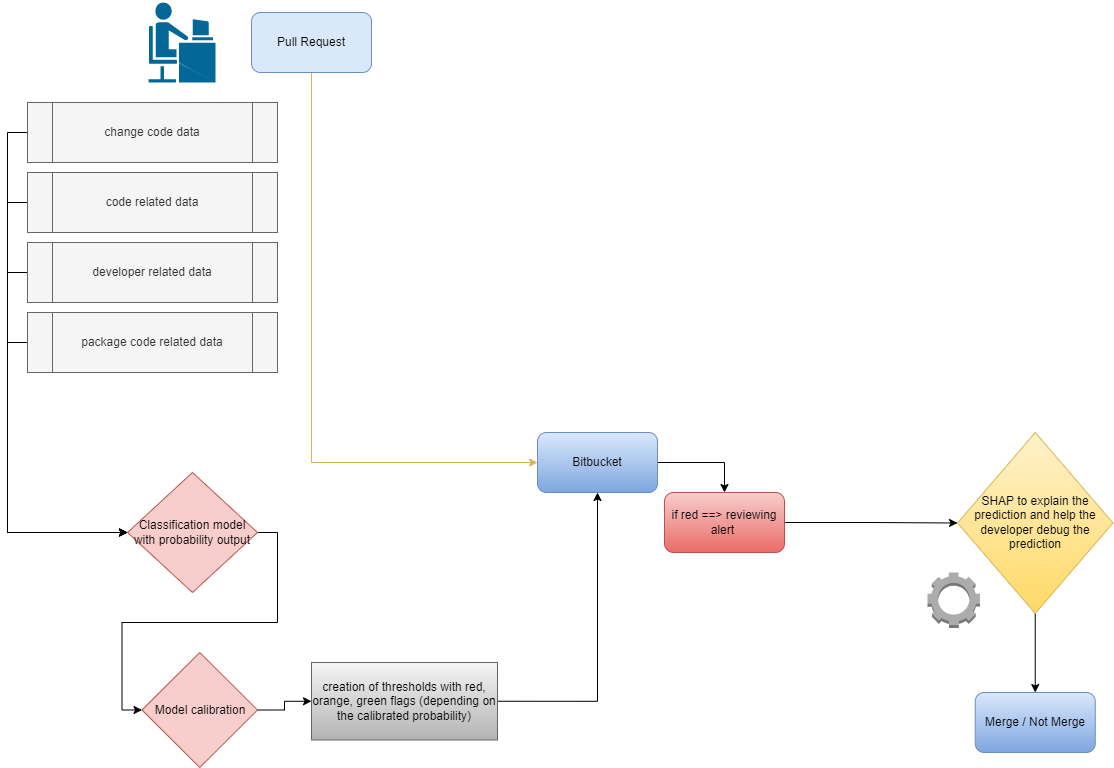 Pull Request
change code data
code related data
developer related data
package code related data
Bitbucket
if red ==> reviewing
alert
SHAP to explain the
prediction and help the
developer debug the
prediction
Classification model
with probability output
Model calibration
creation of thresholds with red,
orange, green flags (depending on
the calibrated probability)
Merge / Not Merge